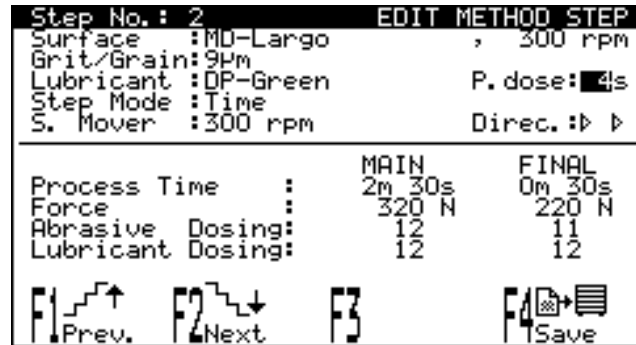 Step No.: 2 EDIT METHOD STEP
Surface :MD-Largo , 300 rpm
Grit/Grain:9µm
Lubricant :DP-Green P.dose: 4s
Step Mode :Time
S. Mover :300 rpm Direc.:▷ ▷
MAIN FINAL
Process Time : 2m 30s 0m 30s
Force : 320 N 220 N
Abrasive Dosing: 12 11
Lubricant Dosing: 12 12
F1 Prev. F2 Next F3 F4 Save